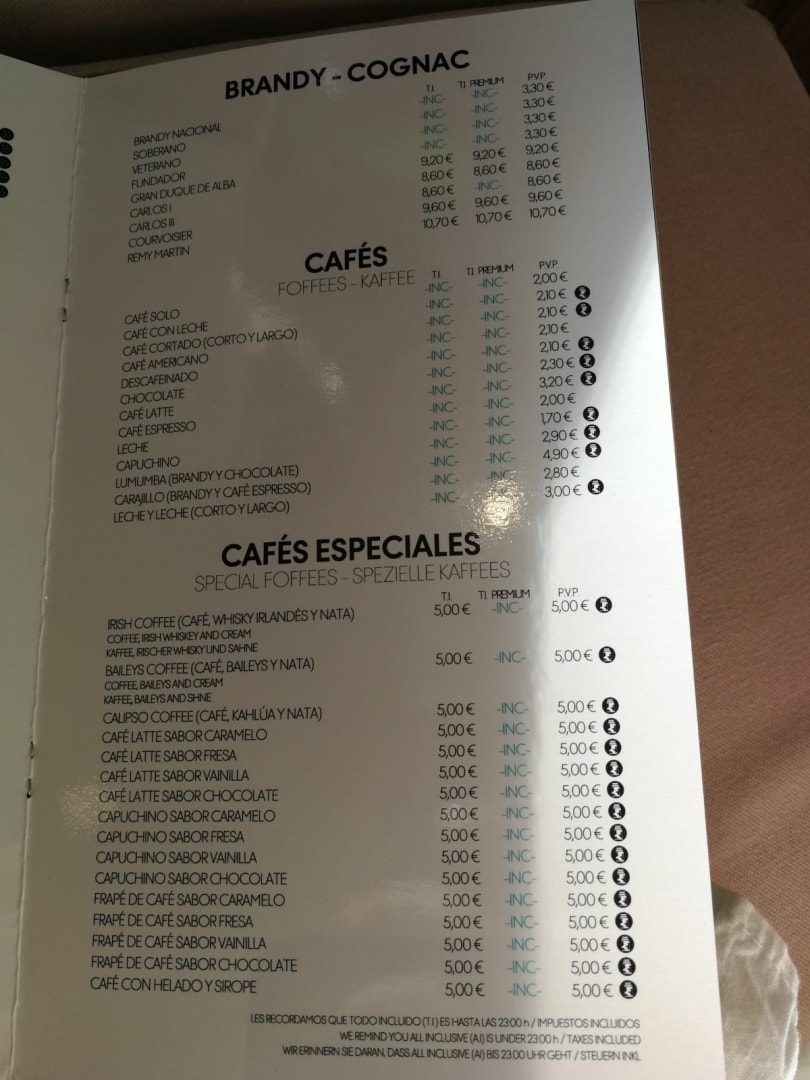 BRANDY - COGNAC
T.I. T.I. PREMIUM P.V.P.
BRANDY NACIONAL -INC- -INC- 3,30 €
SOBERANO -INC- -INC- 3,30 €
VETERANO -INC- -INC- 3,30 €
FUNDADOR -INC- -INC- 3,30 €
GRAN DUQUE DE ALBA 9,20 € 9,20 € 9,20 €
CARLOS I 8,60 € 8,60 € 8,60 €
CARLOS III 8,60 € -INC- 8,60 €
COURVOISIER 9,60 € 9,60 € 9,60 €
REMY MARTIN 10,70 € 10,70 € 10,70 €
CAFÉS
FOFFEES - KAFFEE
T.I. T.I. PREMIUM P.V.P.
CAFÉ SOLO -INC- -INC- 2,00 €
CAFÉ CON LECHE -INC- -INC- 2,10 €
CAFÉ CORTADO (CORTO Y LARGO) -INC- -INC- 2,10 €
CAFÉ AMERICANO -INC- -INC- 2,10 €
DESCAFEINADO -INC- -INC- 2,10 €
CHOCOLATE -INC- -INC- 2,30 €
CAFÉ LATTE -INC- -INC- 3,20 €
CAFÉ ESPRESSO -INC- -INC- 2,00 €
LECHE -INC- -INC- 1,70 €
CAPUCHINO -INC- -INC- 2,90 €
LUMUMBA (BRANDY Y CHOCOLATE) -INC- -INC- 4,90 €
CARAJILLO (BRANDY Y CAFÉ ESPRESSO) -INC- -INC- 2,80 €
LECHE Y LECHE (CORTO Y LARGO) -INC- -INC- 3,00 €
CAFÉS ESPECIALES
SPECIAL FOFFEES - SPEZIELLE KAFFEES
T.I. T.I. PREMIUM P.V.P.
IRISH COFFEE (CAFÉ, WHISKY IRLANDÉS Y NATA) 5,00 € -INC- 5,00 €
COFFEE, IRISH WHISKEY AND CREAM
KAFFEE, IRISCHER WHISKY UND SAHNE
BAILEYS COFFEE (CAFÉ, BAILEYS Y NATA) 5,00 € -INC- 5,00 €
COFFEE, BAILEYS AND CREAM
KAFFEE, BAILEYS AND SHNE
CALIPSO COFFEE (CAFÉ, KAHLÚA Y NATA) 5,00 € -INC- 5,00 €
CAFÉ LATTE SABOR CARAMELO 5,00 € -INC- 5,00 €
CAFÉ LATTE SABOR FRESA 5,00 € -INC- 5,00 €
CAFÉ LATTE SABOR VAINILLA 5,00 € -INC- 5,00 €
CAFÉ LATTE SABOR CHOCOLATE 5,00 € -INC- 5,00 €
CAPUCHINO SABOR CARAMELO 5,00 € -INC- 5,00 €
CAPUCHINO SABOR FRESA 5,00 € -INC- 5,00 €
CAPUCHINO SABOR VAINILLA 5,00 € -INC- 5,00 €
CAPUCHINO SABOR CHOCOLATE 5,00 € -INC- 5,00 €
FRAPÉ DE CAFÉ SABOR CARAMELO 5,00 € -INC- 5,00 €
FRAPÉ DE CAFÉ SABOR FRESA 5,00 € -INC- 5,00 €
FRAPÉ DE CAFÉ SABOR VAINILLA 5,00 € -INC- 5,00 €
FRAPÉ DE CAFÉ SABOR CHOCOLATE 5,00 € -INC- 5,00 €
CAFÉ CON HELADO Y SIROPE 5,00 € -INC- 5,00 €
LES RECORDAMOS QUE TODO INCLUIDO (T.I.) ES HASTA LAS 23:00 h / IMPUESTOS INCLUIDOS
WE REMIND YOU ALL INCLUSIVE (A.I) IS UNDER 23:00 h / TAXES INCLUDED
WIR ERINNERN SIE DARAN, DASS ALL INCLUSIVE (AI) BIS 23:00 UHR GEHT / STEUERN INKL.